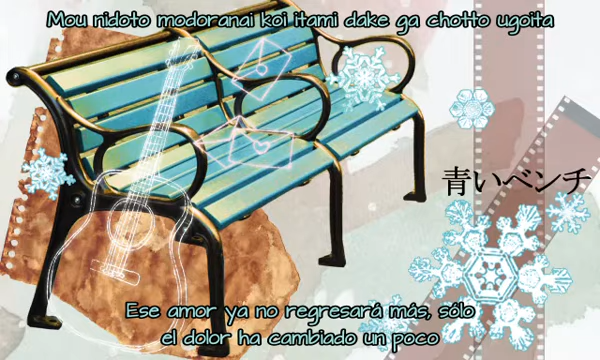 Mou nidoto modoranai koi itami dake ga chotto ugoita
青いベンチ
Ese amor ya no regresará más, sólo
el dolor ha cambiado un poco